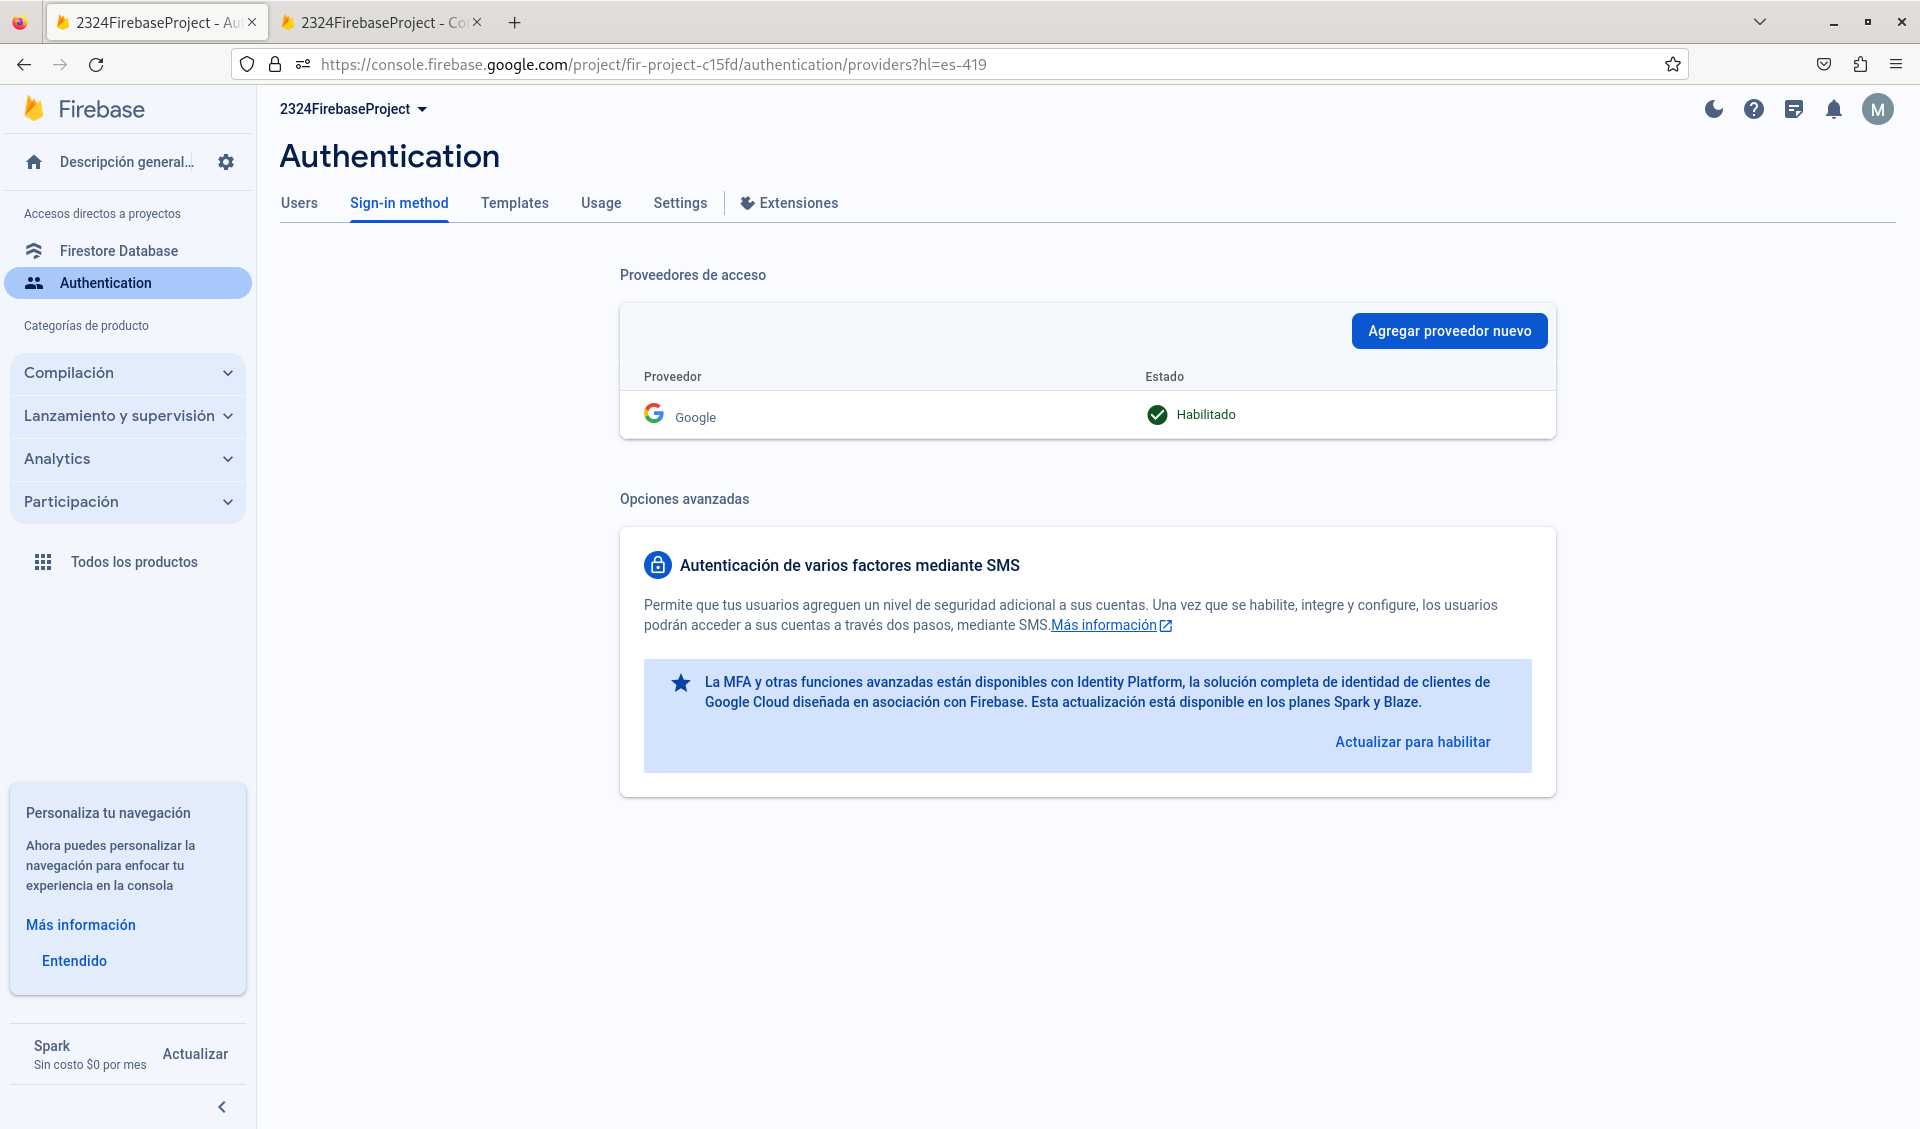 2324FirebaseProject - Au
2324FirebaseProject - Co
https://console.firebase.google.com/project/fir-project-c15fd/authentication/providers?hl=es-419
Firebase
Descripción general...
Accesos directos a proyectos
Firestore Database
Authentication
Categorías de producto
Compilación
Lanzamiento y supervisión
Analytics
Participación
Todos los productos
Personaliza tu navegación
Ahora puedes personalizar la
navegación para enfocar tu
experiencia en la consola
Más información
Entendido
Spark
Sin costo $0 por mes
Actualizar
2324FirebaseProject
M
Authentication
Users Sign-in method Templates Usage Settings Extensiones
Proveedores de acceso
Agregar proveedor nuevo
Proveedor Estado
Google Habilitado
Opciones avanzadas
Autenticación de varios factores mediante SMS
Permite que tus usuarios agreguen un nivel de seguridad adicional a sus cuentas. Una vez que se habilite, integre y configure, los usuarios
podrán acceder a sus cuentas a través dos pasos, mediante SMS.Más información
La MFA y otras funciones avanzadas están disponibles con Identity Platform, la solución completa de identidad de clientes de
Google Cloud diseñada en asociación con Firebase. Esta actualización está disponible en los planes Spark y Blaze.
Actualizar para habilitar